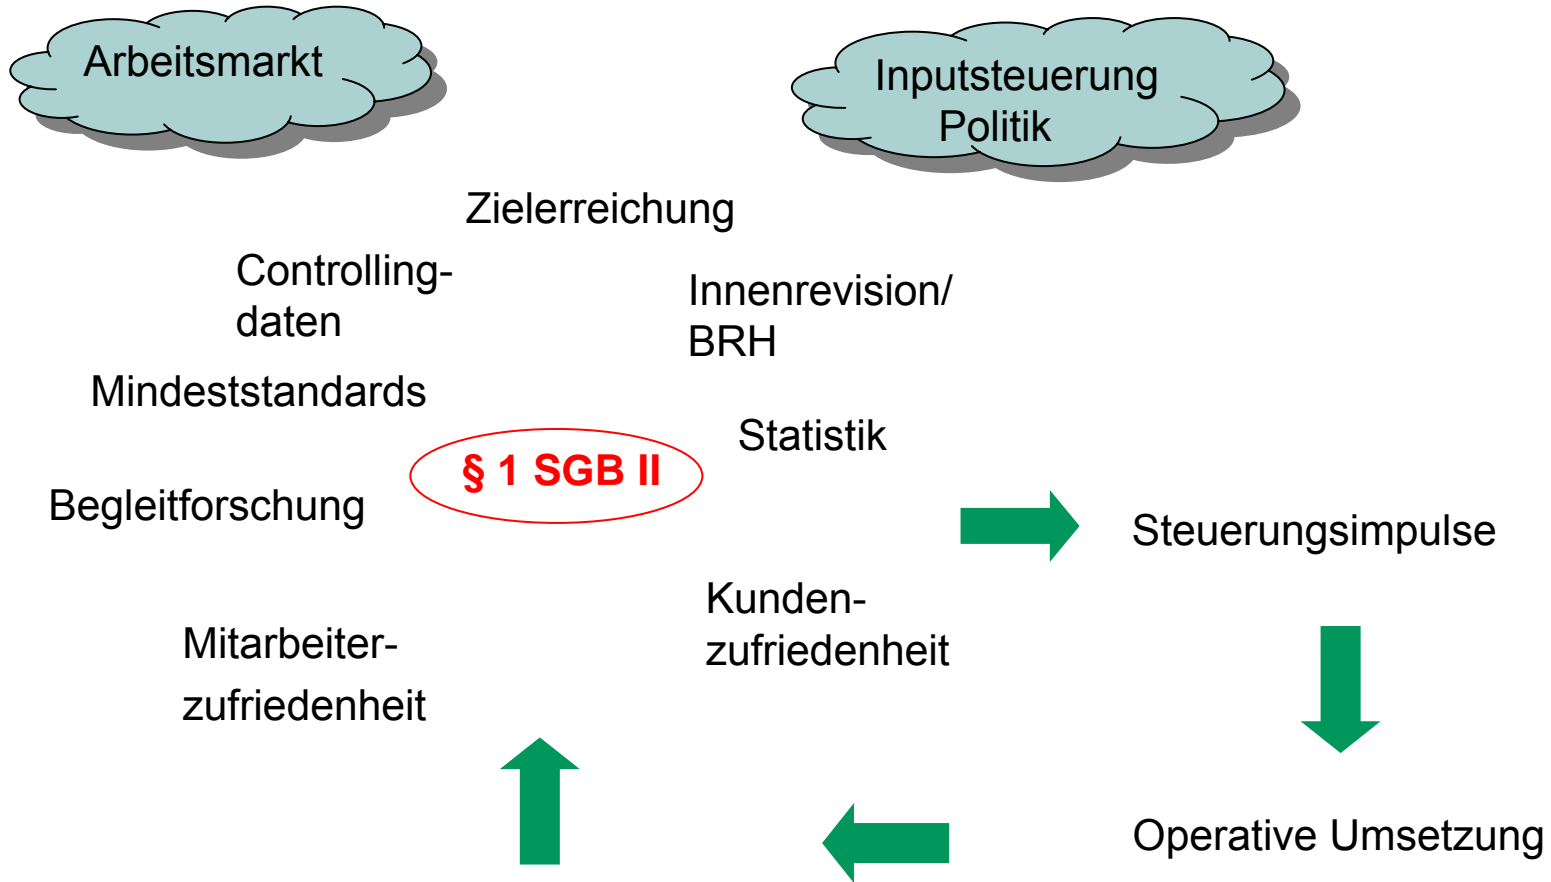 Arbeitsmarkt
Inputsteuerung
Politik
Zielerreichung
Controlling-
daten
Innenrevision/
BRH
Mindeststandards
Statistik
§ 1 SGB II
Begleitforschung
Steuerungsimpulse
Kunden-
zufriedenheit
Mitarbeiter-
zufriedenheit
Operative Umsetzung